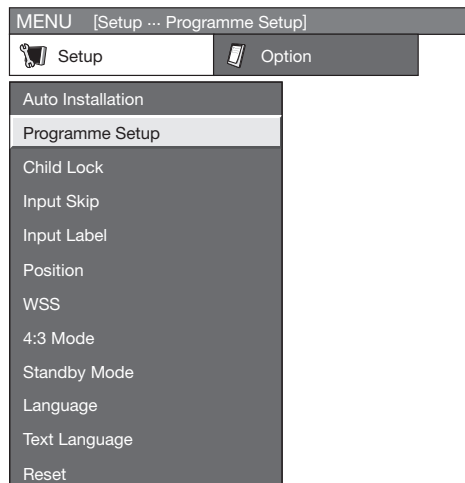 MENU [Setup ··· Programme Setup]
Setup Option
Auto Installation
Programme Setup
Child Lock
Input Skip
Input Label
Position
WSS
4:3 Mode
Standby Mode
Language
Text Language
Reset